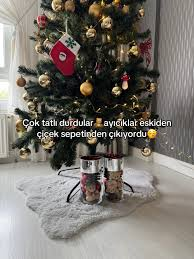 Çok tatlı durdular🥹ayıcıklar eskiden
çiçek sepetinden çıkıyordu🥹